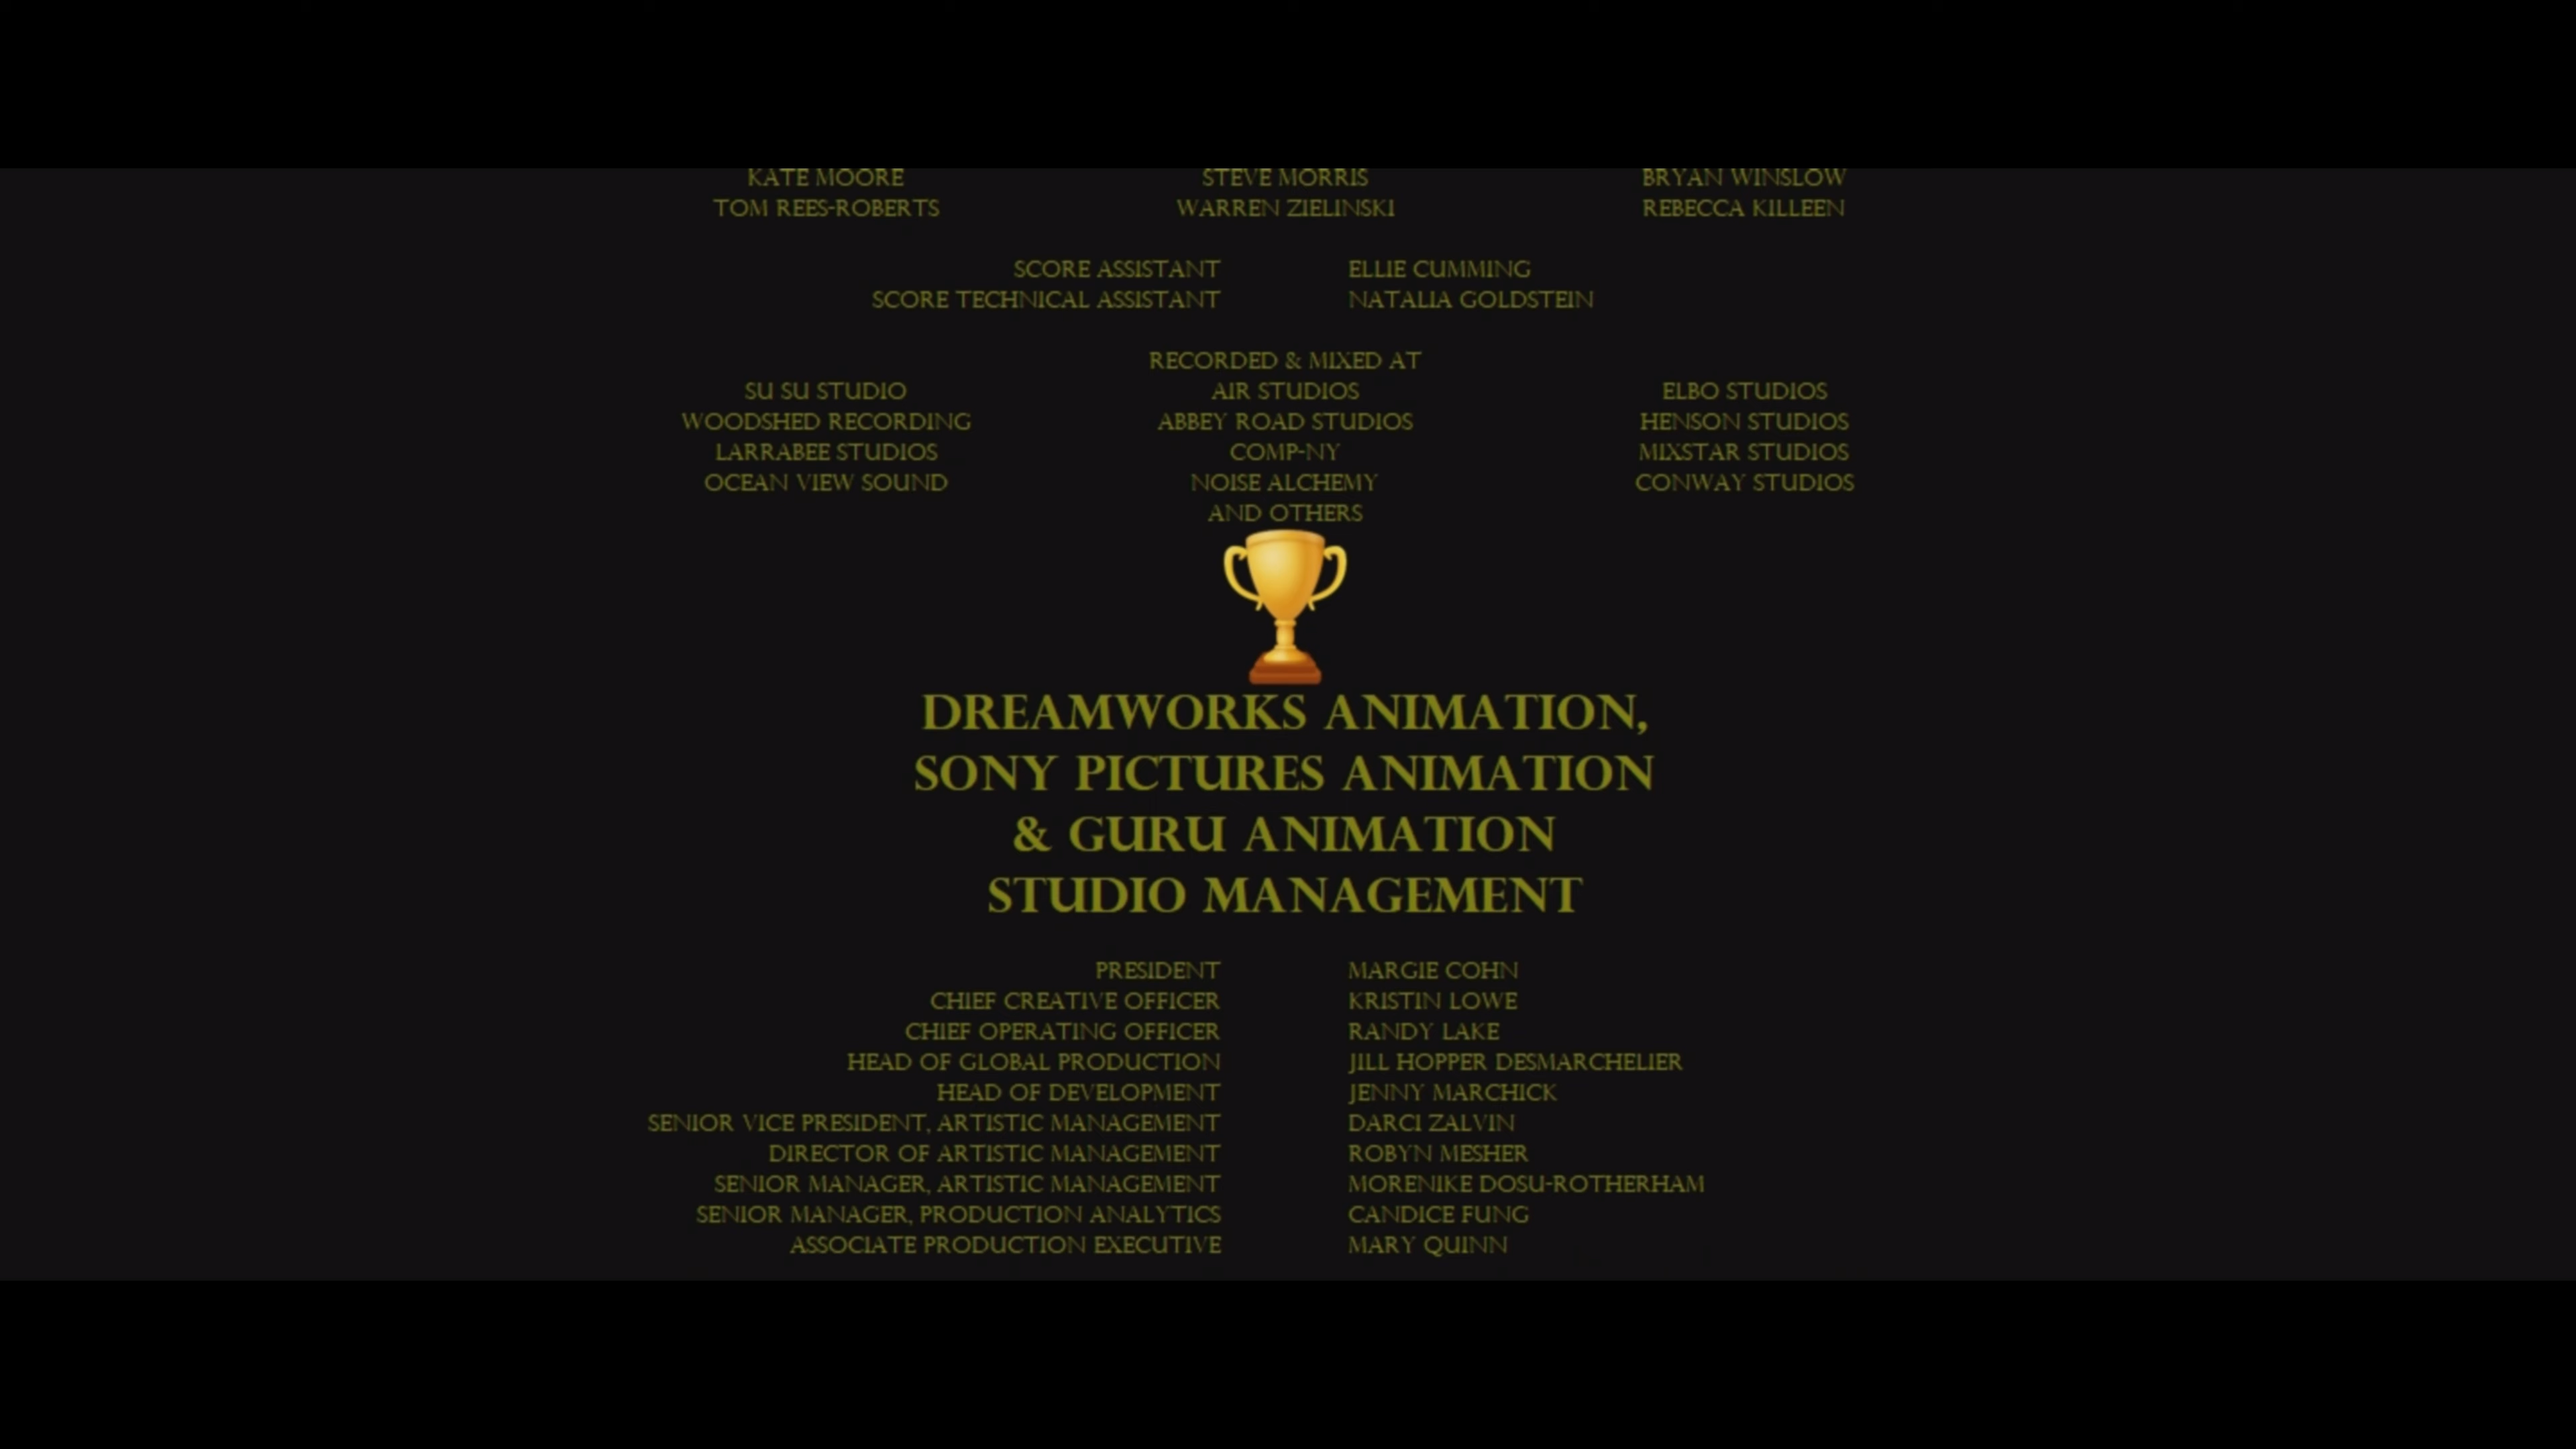 KATE MOORE STEVE MORRIS BRYAN WINSLOW
TOM REES-ROBERTS WARREN ZIELINSKI REBECCA KILLEEN
SCORE ASSISTANT ELLIE CUMMING
SCORE TECHNICAL ASSISTANT NATALIA GOLDSTEIN
RECORDED & MIXED AT
SU SU STUDIO AIR STUDIOS ELBO STUDIOS
WOODSHED RECORDING ABBEY ROAD STUDIOS HENSON STUDIOS
LARRABEE STUDIOS COMP-NY MIXSTAR STUDIOS
OCEAN VIEW SOUND NOISE ALCHEMY CONWAY STUDIOS
AND OTHERS
DREAMWORKS ANIMATION,
SONY PICTURES ANIMATION
& GURU ANIMATION
STUDIO MANAGEMENT
PRESIDENT MARGIE COHN
CHIEF CREATIVE OFFICER KRISTIN LOWE
CHIEF OPERATING OFFICER RANDY LAKE
HEAD OF GLOBAL PRODUCTION JILL HOPPER DESMARCHELIER
HEAD OF DEVELOPMENT JENNY MARCHICK
SENIOR VICE PRESIDENT, ARTISTIC MANAGEMENT DARCI ZALVIN
DIRECTOR OF ARTISTIC MANAGEMENT ROBYN MESHER
SENIOR MANAGER, ARTISTIC MANAGEMENT MORENIKE DOSU-ROTHERHAM
SENIOR MANAGER, PRODUCTION ANALYTICS CANDICE FUNG
ASSOCIATE PRODUCTION EXECUTIVE MARY QUINN